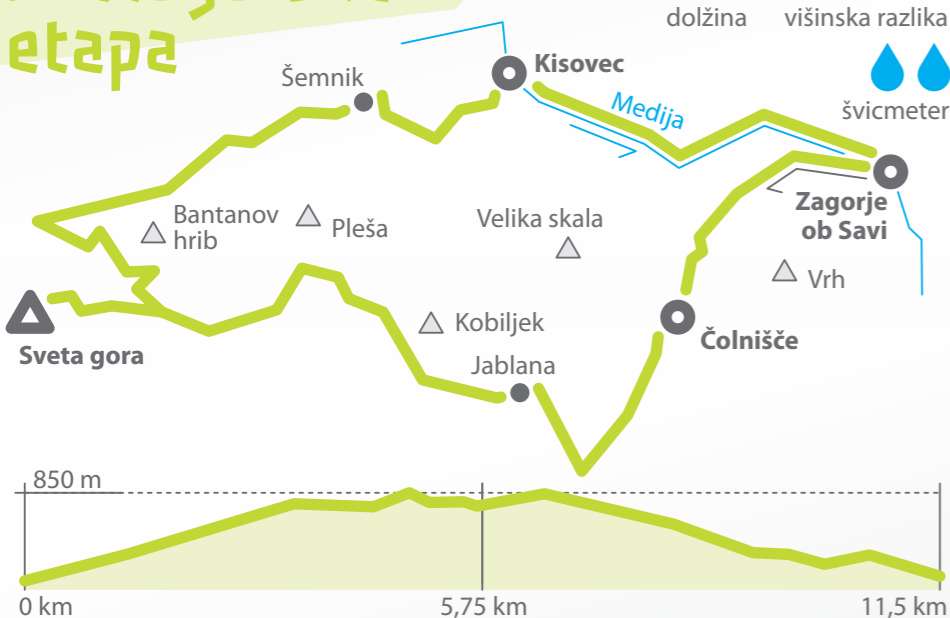 etapa
dolžina
višinska razlika
švicmeter
Kisovec
Šemnik
Medija
Zagorje
ob Savi
Bantanov
hrib
Pleša
Velika skala
Vrh
Kobiljek
Čolnišče
Sveta gora
Jablana
850 m
0 km
5,75 km
11,5 km